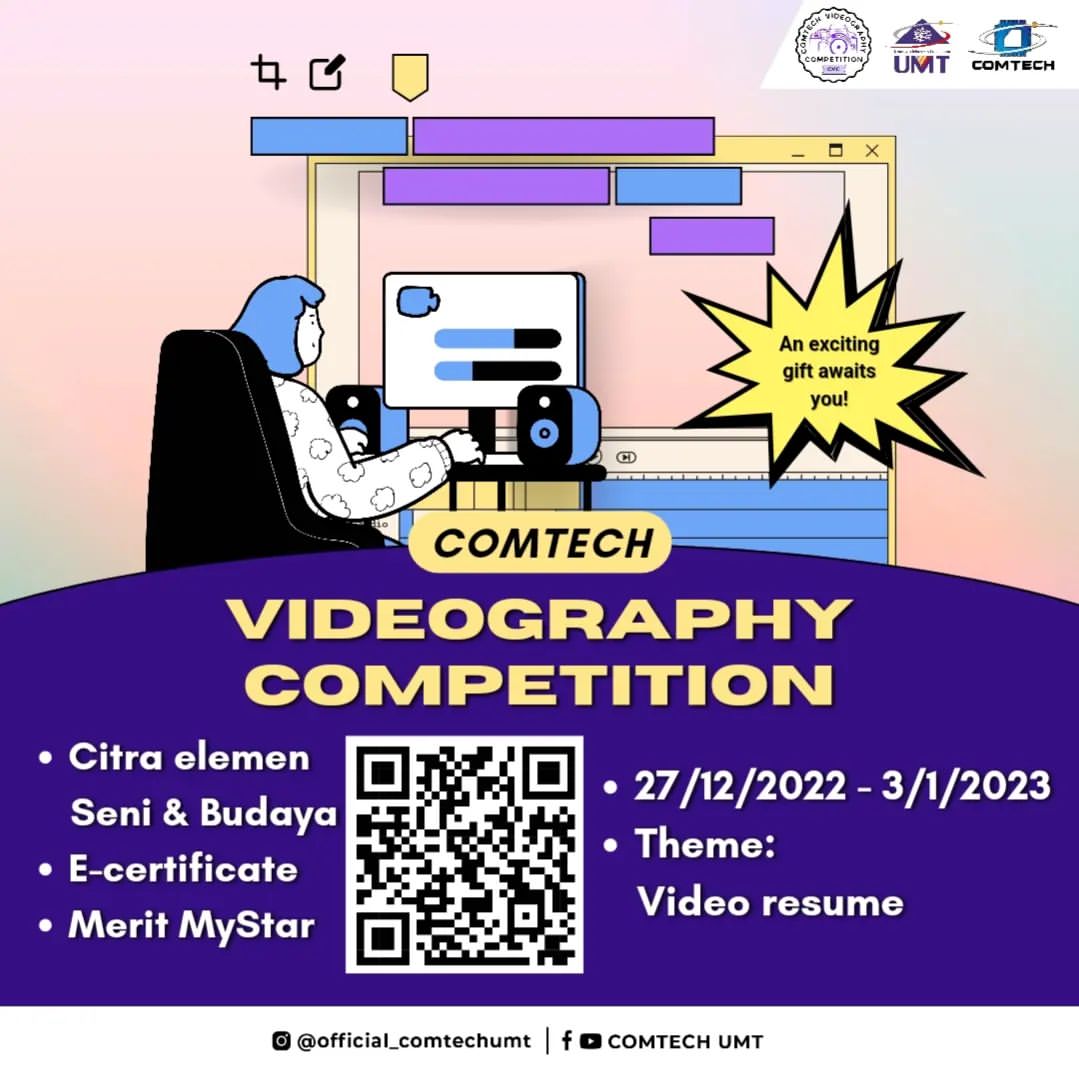 COMTECH VIDEOGRAPHY
COMPETITION
UMT
COMTECH
An exciting
gift awaits
you!
COMTECH
VIDEOGRAPHY
COMPETITION
• Citra elemen
Seni & Budaya
• E-certificate
• Merit MyStar
• 27/12/2022 - 3/1/2023
• Theme:
Video resume
@official_comtechumt | COMTECH UMT